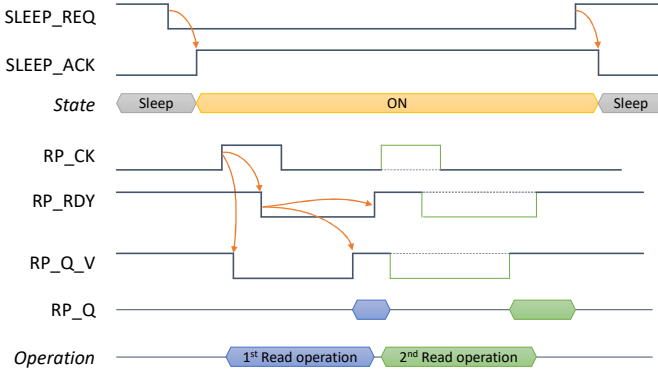 SLEEP_REQ
SLEEP_ACK
State Sleep ON Sleep
RP_CK
RP_RDY
RP_Q_V
RP_Q
Operation 1st Read operation 2nd Read operation